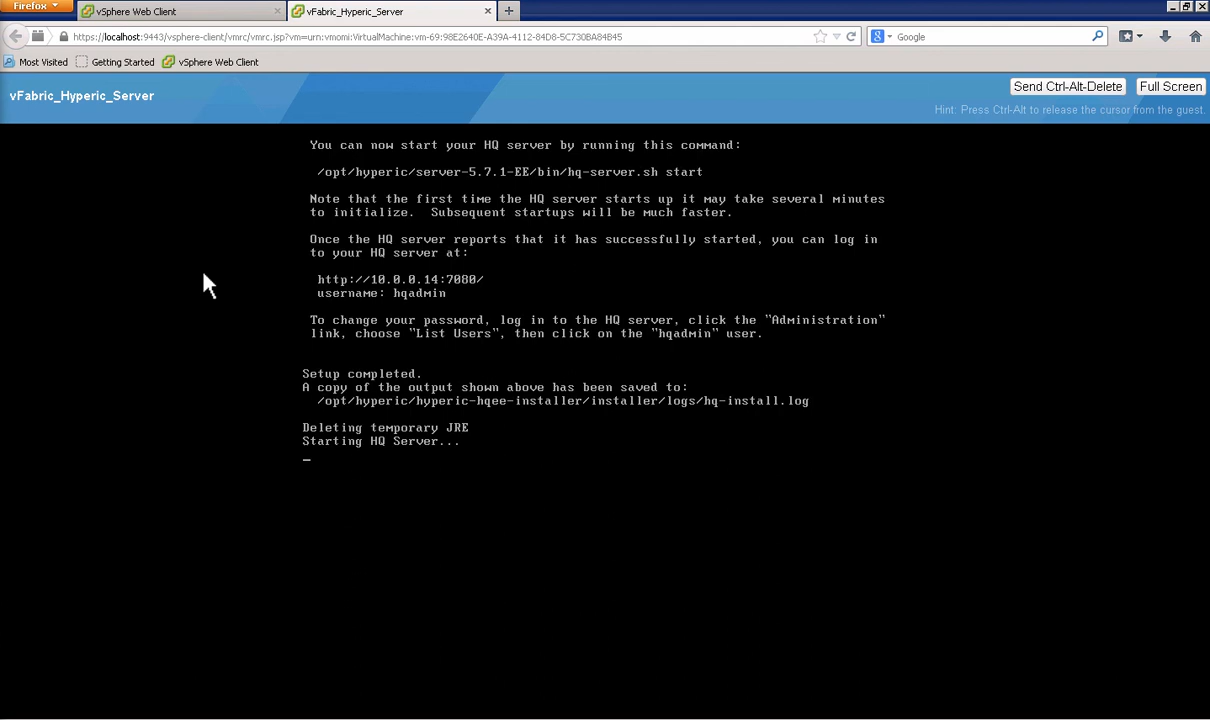 Firefox
vSphere Web Client
vFabric_Hyperic_Server
https://localhost:9443/vsphere-client/vmrc/vmrc.jsp?vm=urn:vmomi:VirtualMachine:vm-69:98E2640E-A39A-4112-84D8-5C730BA84B45
Google
Most Visited
Getting Started
vSphere Web Client
vFabric_Hyperic_Server
Send Ctrl-Alt-Delete
Full Screen
Hint: Press Ctrl-Alt to release the cursor from the guest.
You can now start your HQ server by running this command:
/opt/hyperic/server-5.7.1-EE/bin/hq-server.sh start
Note that the first time the HQ server starts up it may take several minutes
to initialize.  Subsequent startups will be much faster.
Once the HQ server reports that it has successfully started, you can log in
to your HQ server at:
http://10.0.0.14:7080/
username: hqadmin
To change your password, log in to the HQ server, click the "Administration"
link, choose "List Users", then click on the "hqadmin" user.
Setup completed.
A copy of the output shown above has been saved to:
/opt/hyperic/hyperic-hqee-installer/installer/logs/hq-install.log
Deleting temporary JRE
Starting HQ Server...
_